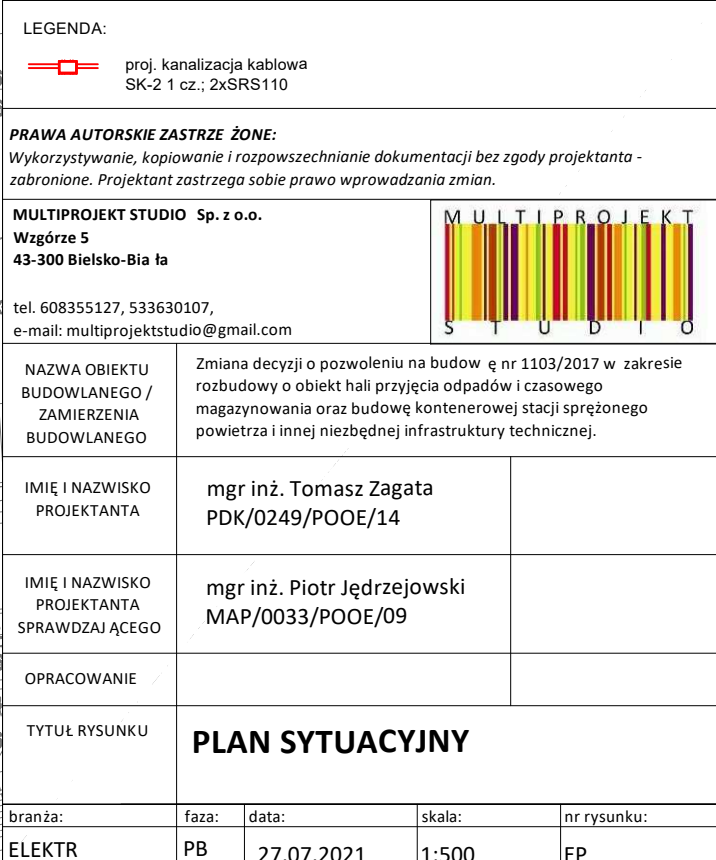 LEGENDA:
proj. kanalizacja kablowa
SK-2 1 cz.; 2xSRS110
PRAWA AUTORSKIE ZASTRZE ŻONE:
Wykorzystywanie, kopiowanie i rozpowszechnianie dokumentacji bez zgody projektanta -
zabronione. Projektant zastrzega sobie prawo wprowadzania zmian.
MULTIPROJEKT STUDIO Sp. z o.o.
Wzgórze 5
43-300 Bielsko-Bia ła
tel. 608355127, 533630107,
e-mail: multiprojektstudio@gmail.com
MULTIPROJEKT
STUDIO
NAZWA OBIEKTU
BUDOWLANEGO /
ZAMIERZENIA
BUDOWLANEGO
Zmiana decyzji o pozwoleniu na budow ę nr 1103/2017 w zakresie
rozbudowy o obiekt hali przyjęcia odpadów i czasowego
magazynowania oraz budowę kontenerowej stacji sprężonego
powietrza i innej niezbędnej infrastruktury technicznej.
IMIĘ I NAZWISKO
PROJEKTANTA
mgr inż. Tomasz Zagata
PDK/0249/POOE/14
IMIĘ I NAZWISKO
PROJEKTANTA
SPRAWDZAJ ĄCEGO
mgr inż. Piotr Jędrzejowski
MAP/0033/POOE/09
OPRACOWANIE
TYTUŁ RYSUNKU
PLAN SYTUACYJNY
branża: faza: data: skala: nr rysunku:
ELEKTR PB 27.07.2021 1:500 EP